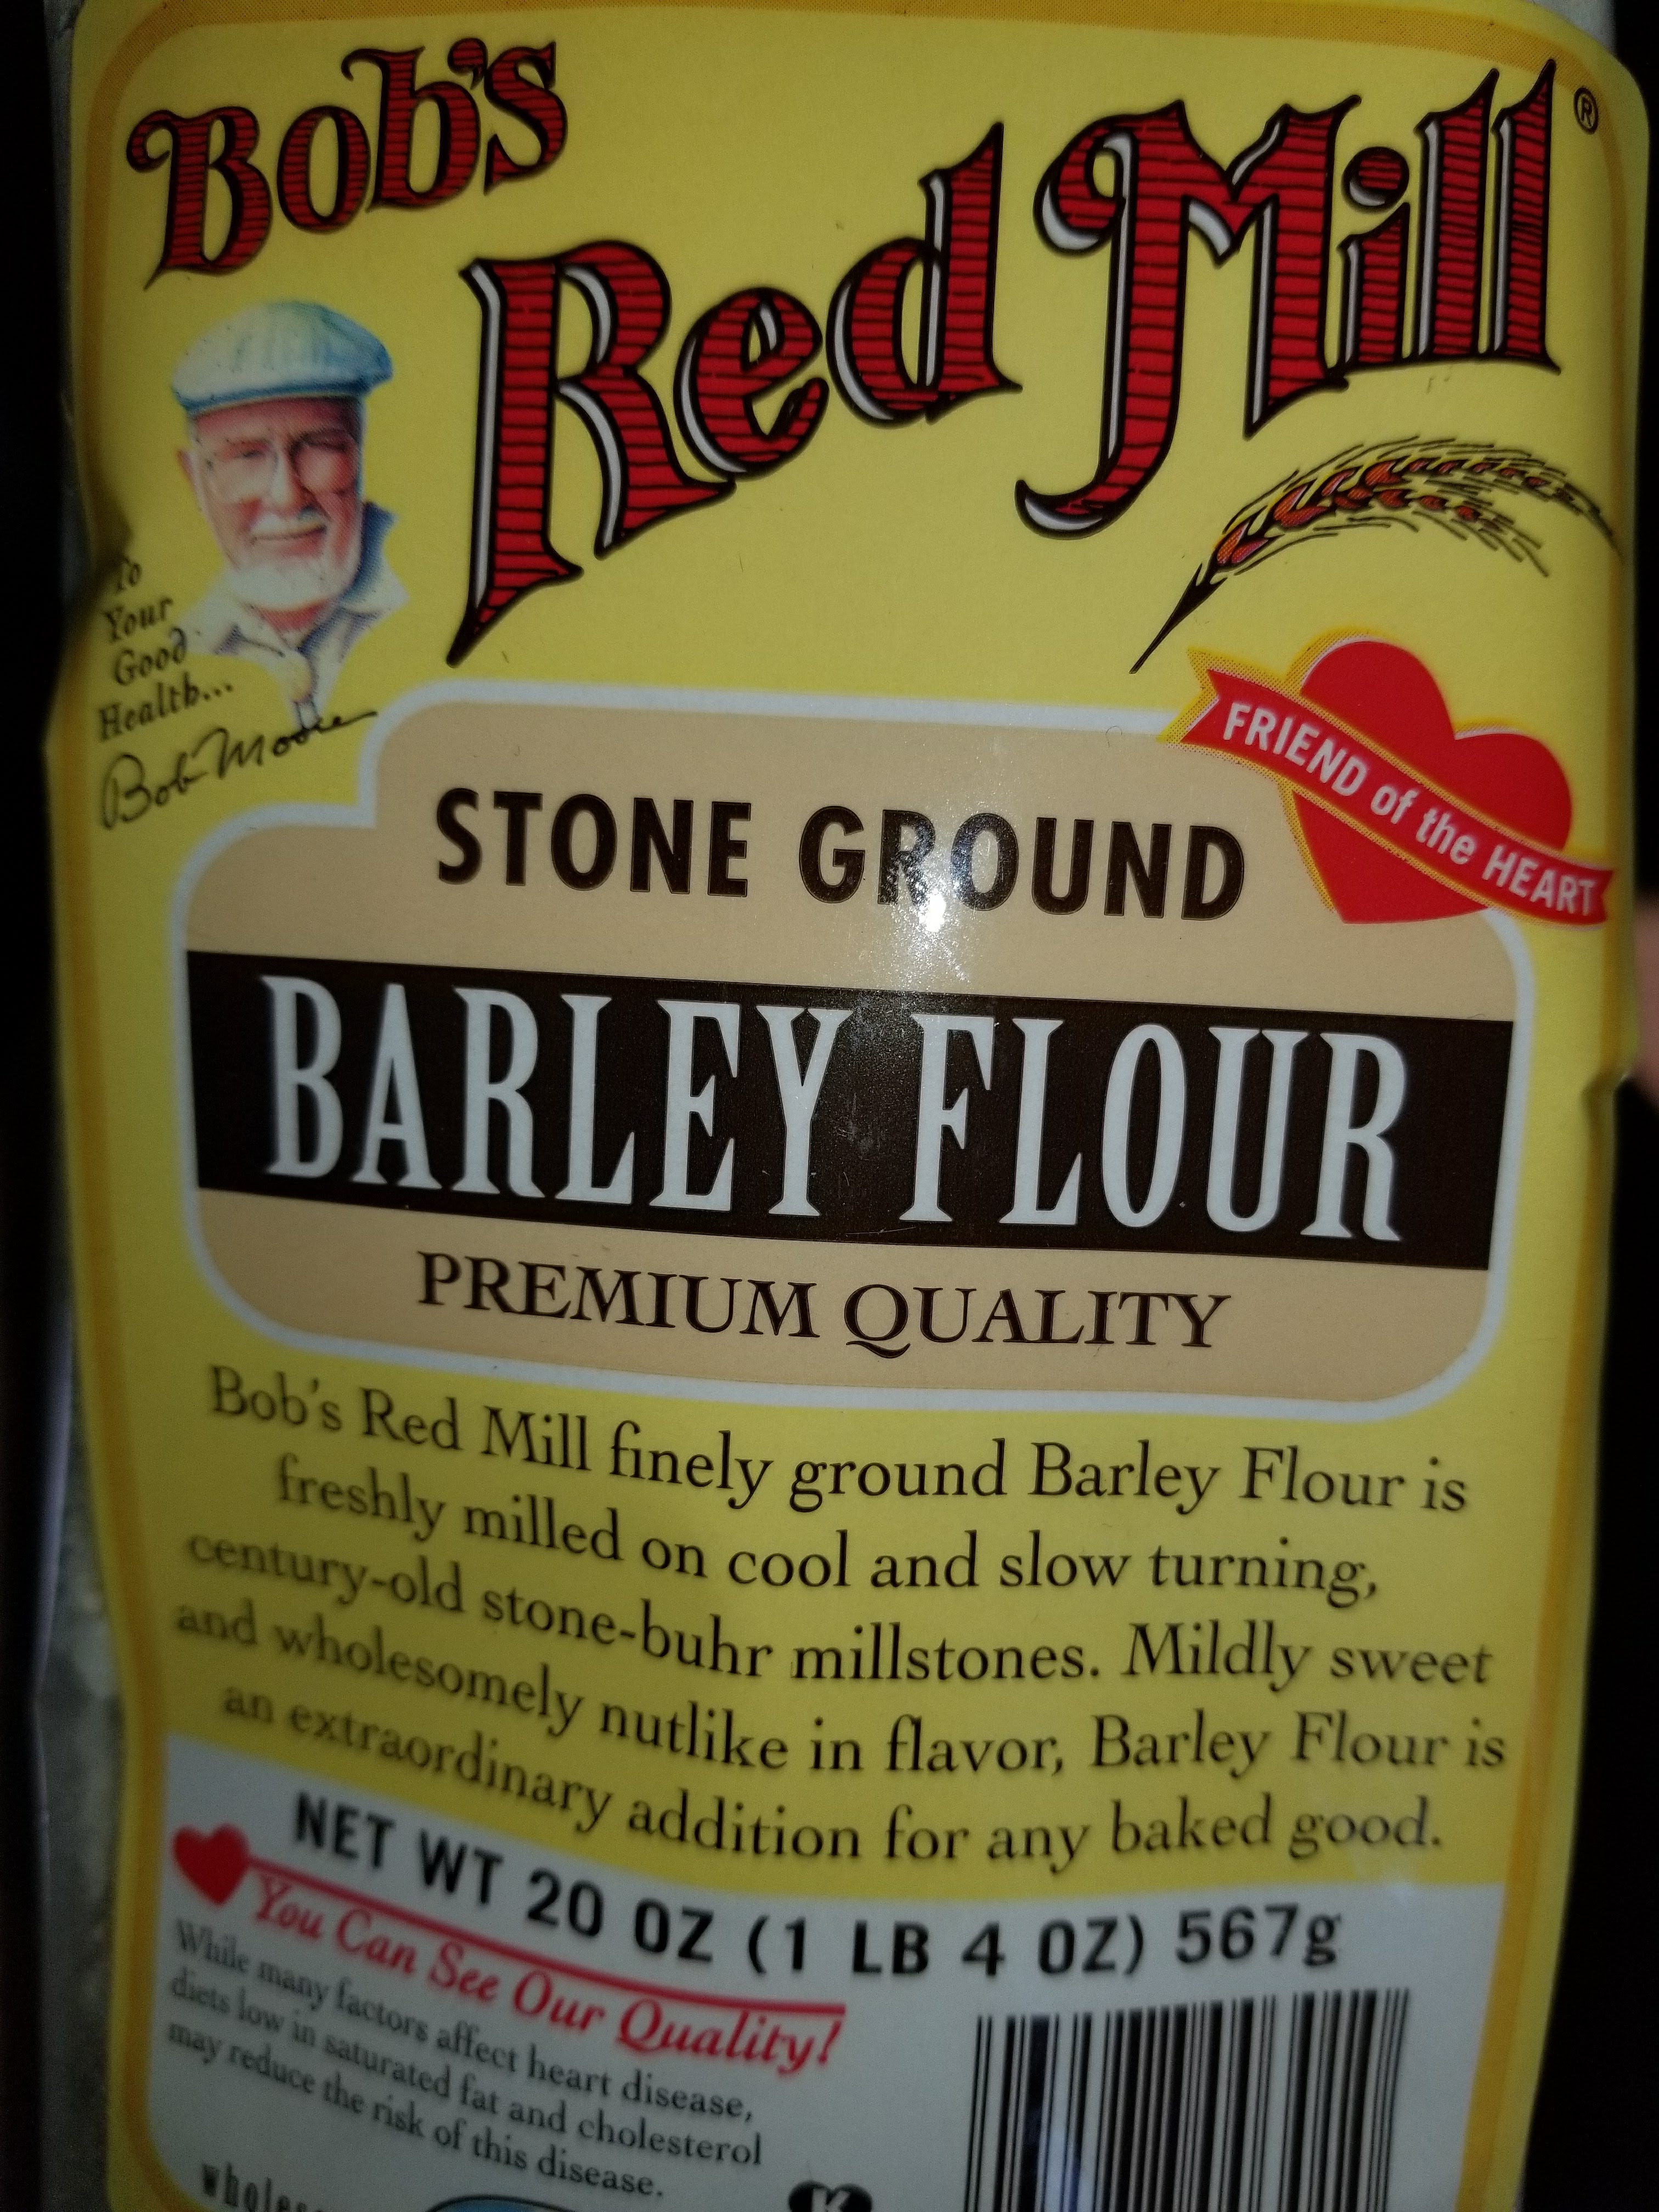 Bob's
Red Mill®
To
Your
Good
Health...
Bob Moore
FRIEND of the HEART
STONE GROUND
BARLEY FLOUR
PREMIUM QUALITY
Bob's Red Mill finely ground Barley Flour is
freshly milled on cool and slow turning,
century-old stone-buhr millstones. Mildly sweet
and wholesomely nutlike in flavor, Barley Flour is
an extraordinary addition for any baked good.
NET WT 20 OZ (1 LB 4 OZ) 567g
You Can See Our Quality!
While many factors affect heart disease,
diets low in saturated fat and cholesterol
may reduce the risk of this disease.
K